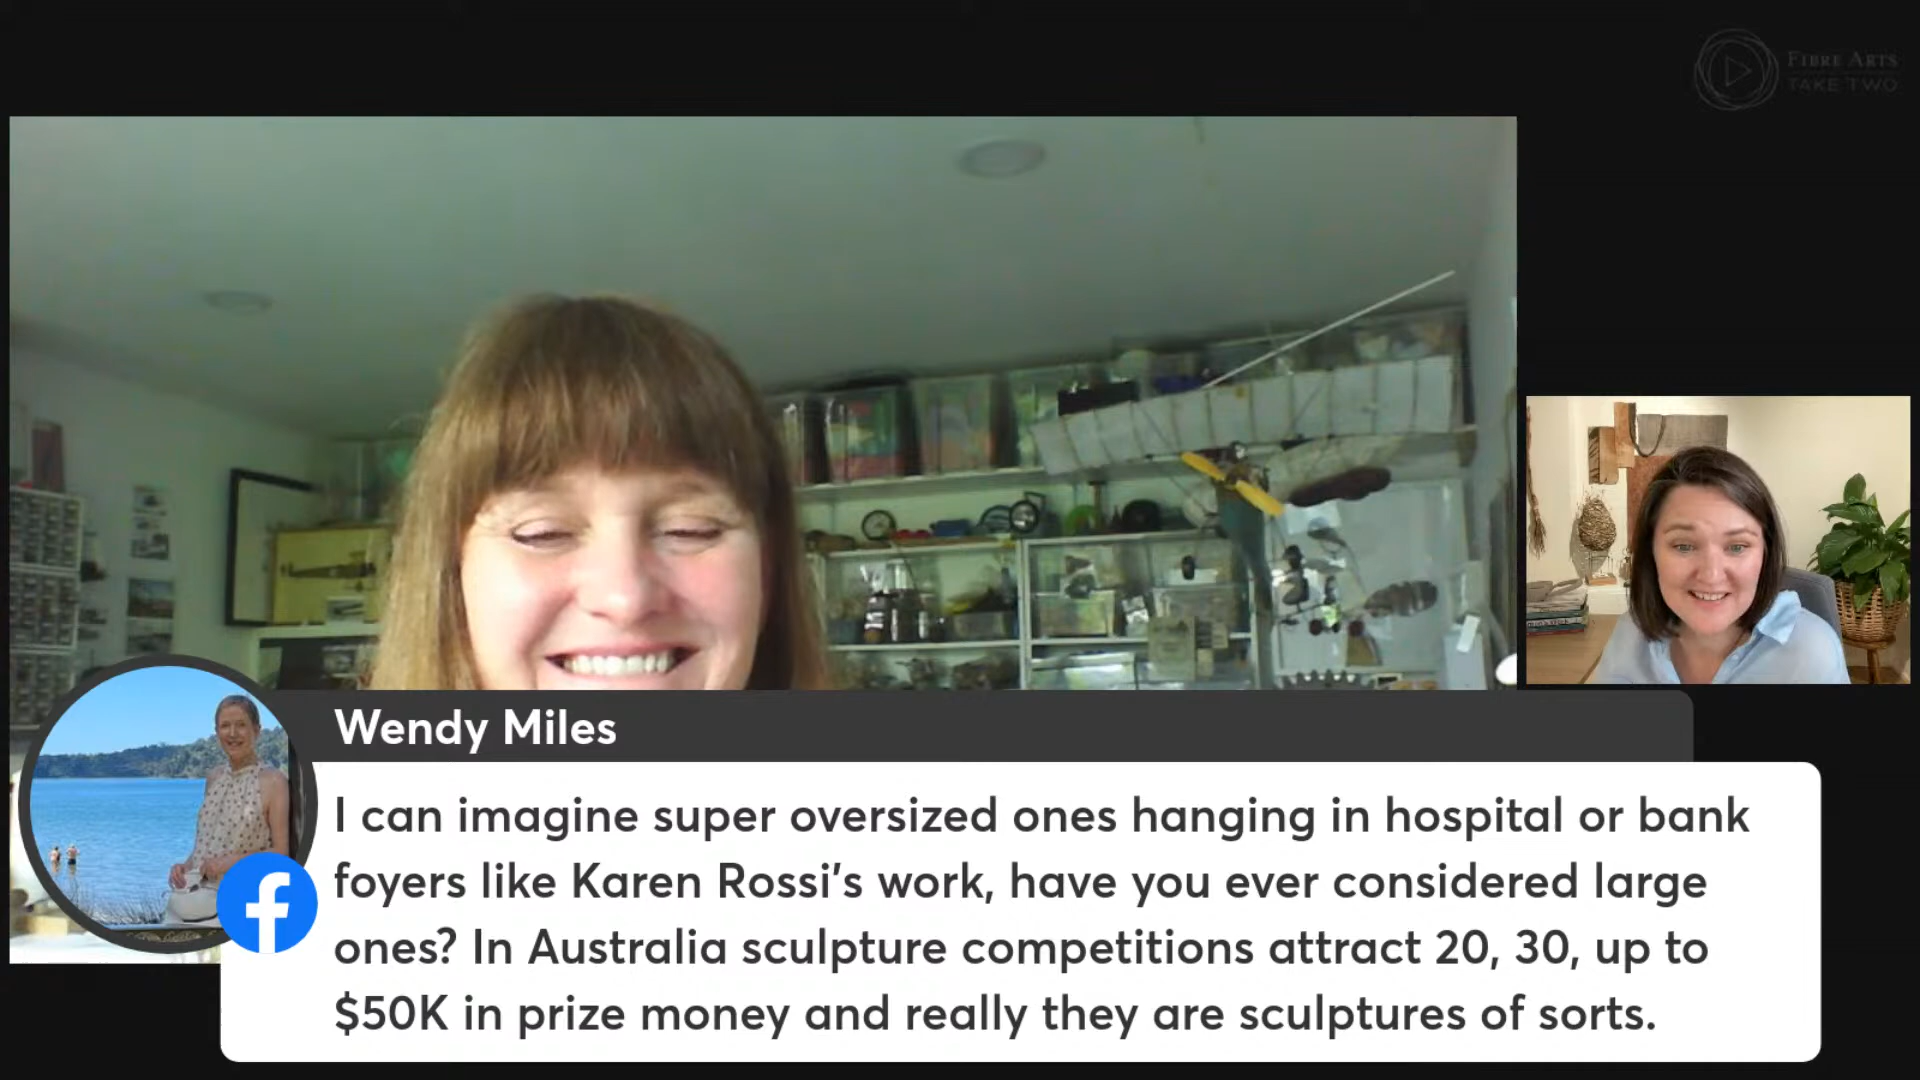 FIBRE ARTS
TAKE TWO
Wendy Miles
I can imagine super oversized ones hanging in hospital or bank
foyers like Karen Rossi's work, have you ever considered large
ones? In Australia sculpture competitions attract 20, 30, up to
$50K in prize money and really they are sculptures of sorts.